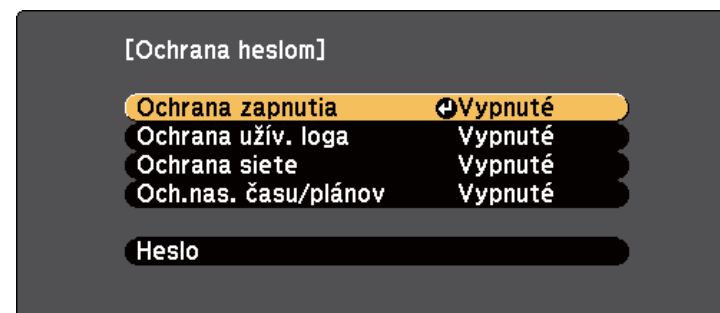 [Ochrana heslom]
Ochrana zapnutia Vypnuté
Ochrana užív. loga Vypnuté
Ochrana siete Vypnuté
Och.nas. času/plánov Vypnuté
Heslo